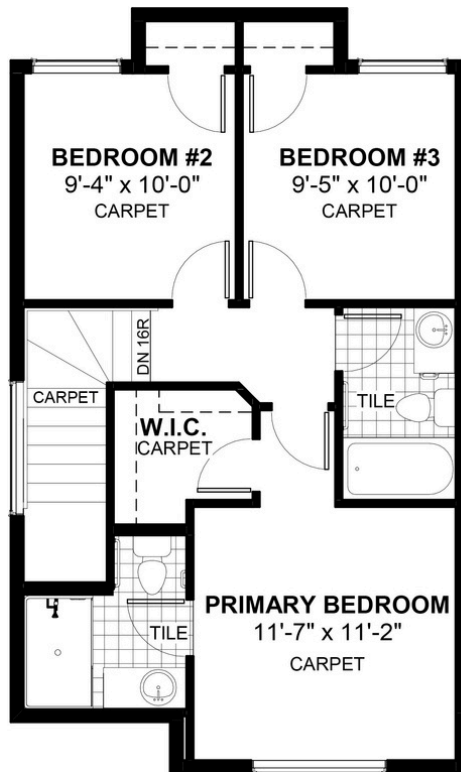 BEDROOM #2
9'-4" x 10'-0"
CARPET
BEDROOM #3
9'-5" x 10'-0"
CARPET
DN 16R
CARPET
W.I.C.
CARPET
TILE
TILE
PRIMARY BEDROOM
11'-7" x 11'-2"
CARPET